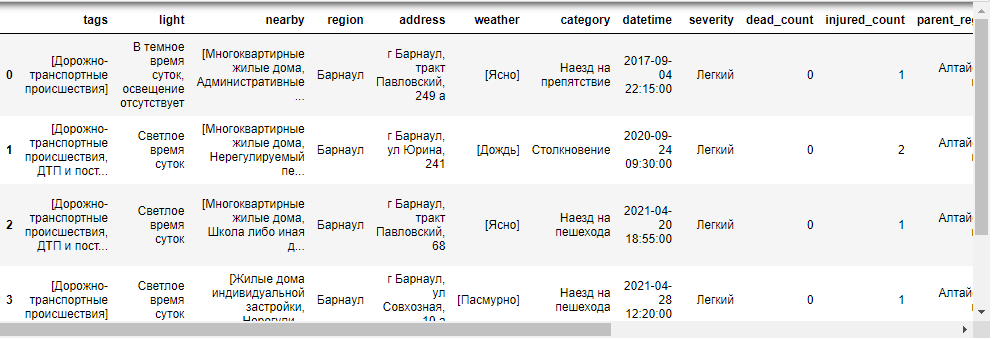 tags light nearby region address weather category datetime severity dead_count injured_count parent_reg
0 [Дорожно-транспортные происшествия] В темное время суток, освещение отсутствует [Многоквартирные жилые дома, Административные ... Барнаул г Барнаул, тракт Павловский, 249 а [Ясно] Наезд на препятствие 2017-09-04 22:15:00 Легкий 0 1 Алтай
1 [Дорожно-транспортные происшествия, ДТП и пост... Светлое время суток [Многоквартирные жилые дома, Нерегулируемый пе... Барнаул г Барнаул, ул Юрина, 241 [Дождь] Столкновение 2020-09-24 09:30:00 Легкий 0 2 Алтай
2 [Дорожно-транспортные происшествия, ДТП и пост... Светлое время суток [Многоквартирные жилые дома, Школа либо иная д... Барнаул г Барнаул, тракт Павловский, 68 [Ясно] Наезд на пешехода 2021-04-20 18:55:00 Легкий 0 1 Алтай
3 [Дорожно-транспортные происшествия] Светлое время суток [Жилые дома индивидуальной застройки, Нерегули... Барнаул г Барнаул, ул Совхозная, 10 а [Пасмурно] Наезд на пешехода 2021-04-28 12:20:00 Легкий 0 1 Алтай